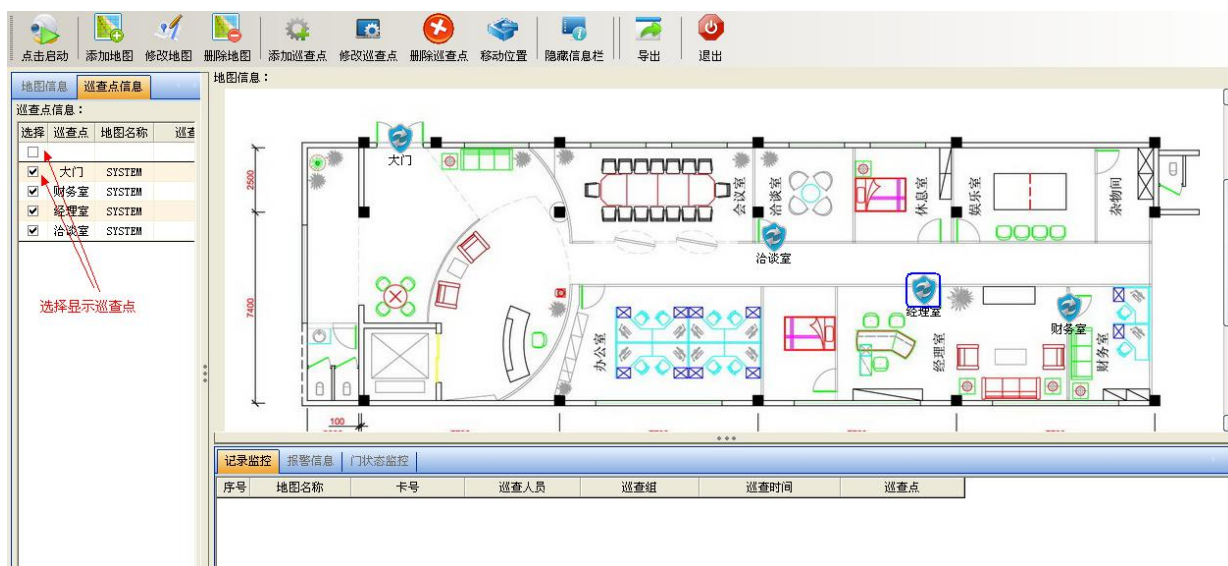 点击启动 添加地图 修改地图 删除地图 添加巡查点 修改巡查点 删除巡查点 移动位置 隐藏信息栏 导出 退出
地图信息 巡查点信息
巡查点信息：
选择 巡查点 地图名称 巡查
大门 SYSTEM
财务室 SYSTEM
经理室 SYSTEM
洽谈室 SYSTEM
选择显示巡查点
地图信息：
大门
2500
会议室
洽谈室
休息室
娱乐室
杂物间
洽谈室
7400
经理室
财务室
办公室
经理室
财务室
100
记录监控 报警信息 门状态监控
序号 地图名称 卡号 巡查人员 巡查组 巡查时间 巡查点